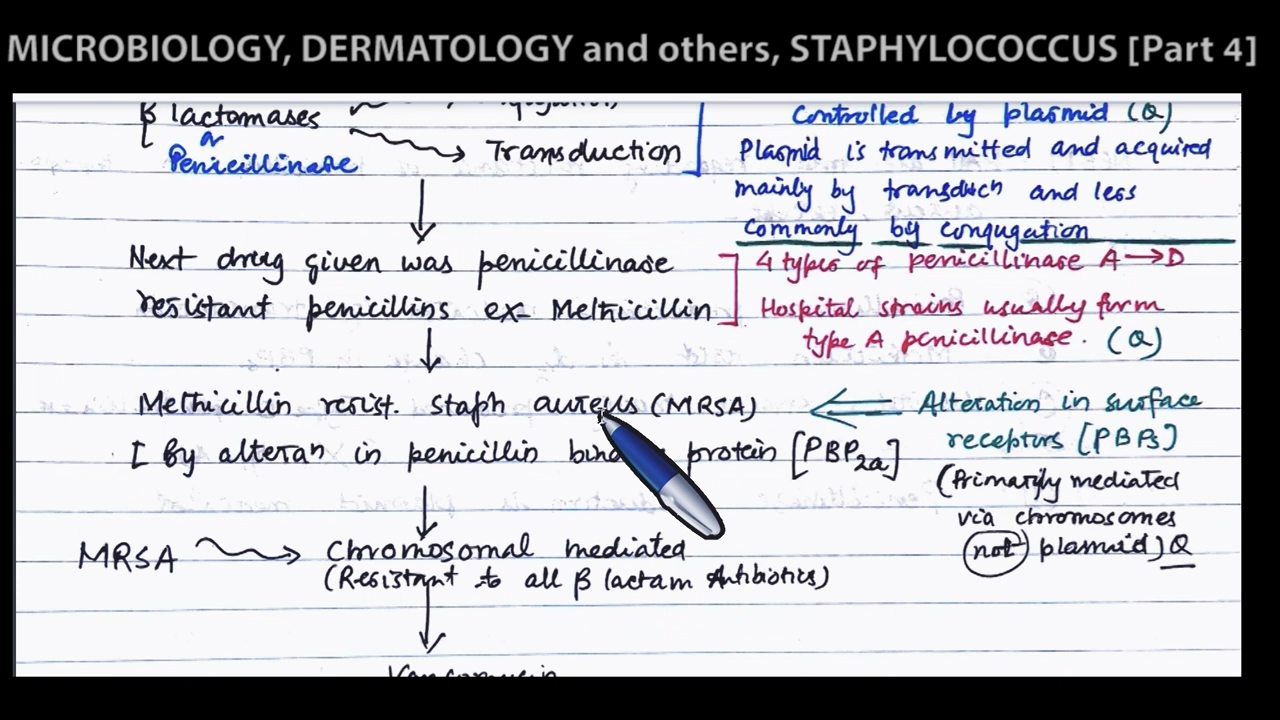 MICROBIOLOGY, DERMATOLOGY and others, STAPHYLOCOCCUS [Part 4]
β lactomases
or
Penicillinase
Transduction
Controlled by plasmid (Q)
Plasmid is transmitted and acquired
mainly by transductn and less
commonly by conjugation
Next drug given was penicillinase
resistant penicillins ex- Methicillin
4 types of penicillinase A→D
Hospital strains usually form
type A penicillinase. (Q)
Methicillin resist. staph aureus (MRSA)
[ By alteran in penicillin protein [PBP2a]
Alteration in surface
receptors [PBPs]
(Primarily mediated
via chromosomes
not plasmid) Q
MRSA → Chromosomal mediated
(Resistant to all β lactam Antibiotics)